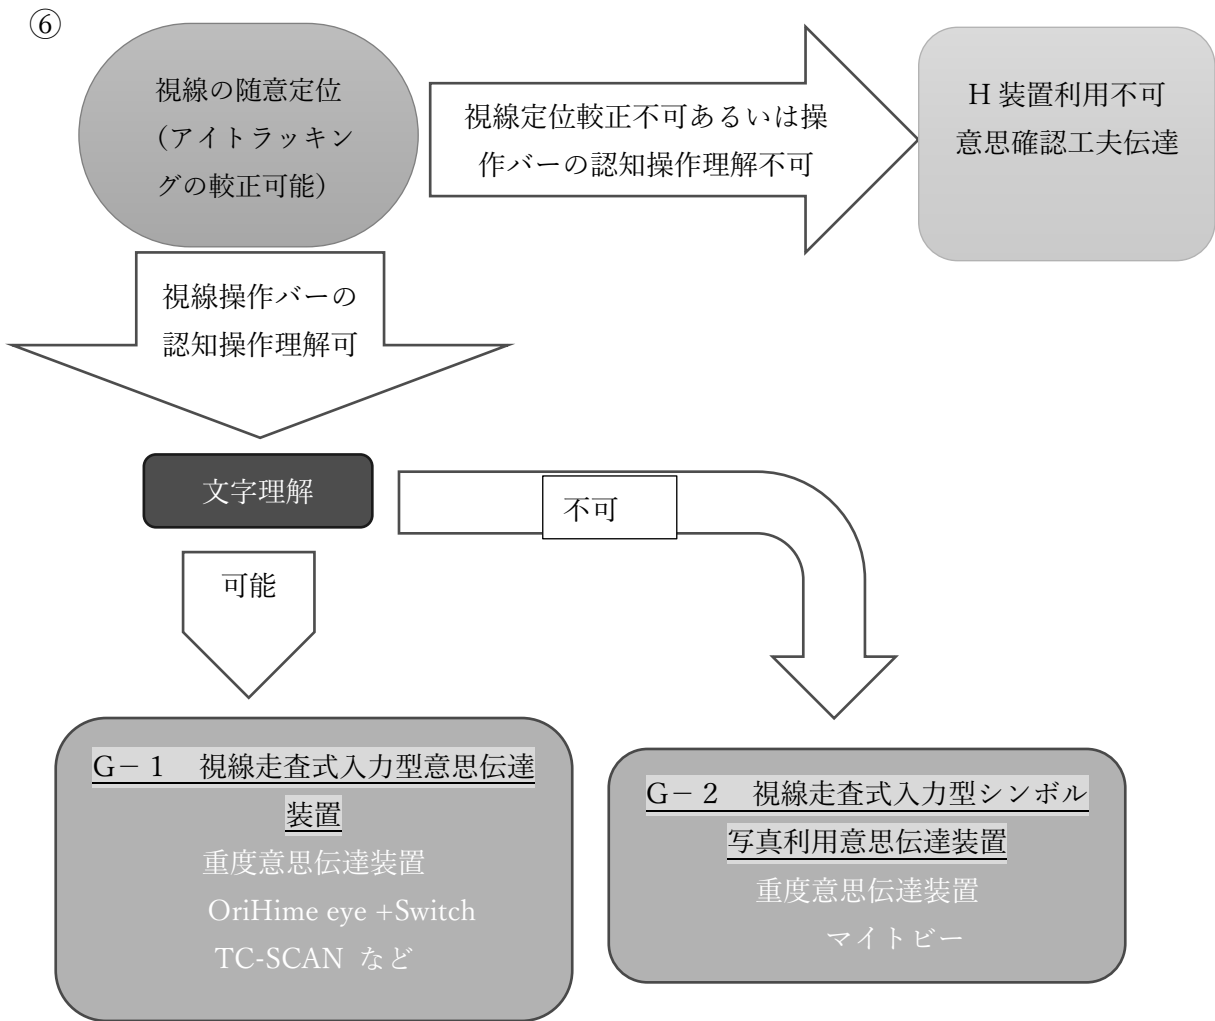 ⑥
視線の随意定位
（アイトラッキン
グの較正可能）
視線定位較正不可あるいは操
作バーの認知操作理解不可
H 装置利用不可
意思確認工夫伝達
視線操作バーの
認知操作理解可
文字理解
不可
可能
G－１　視線走査式入力型意思伝達
装置
重度意思伝達装置
OriHime eye +Switch
TC-SCAN など
G－２　視線走査式入力型シンボル
写真利用意思伝達装置
重度意思伝達装置
マイトビー